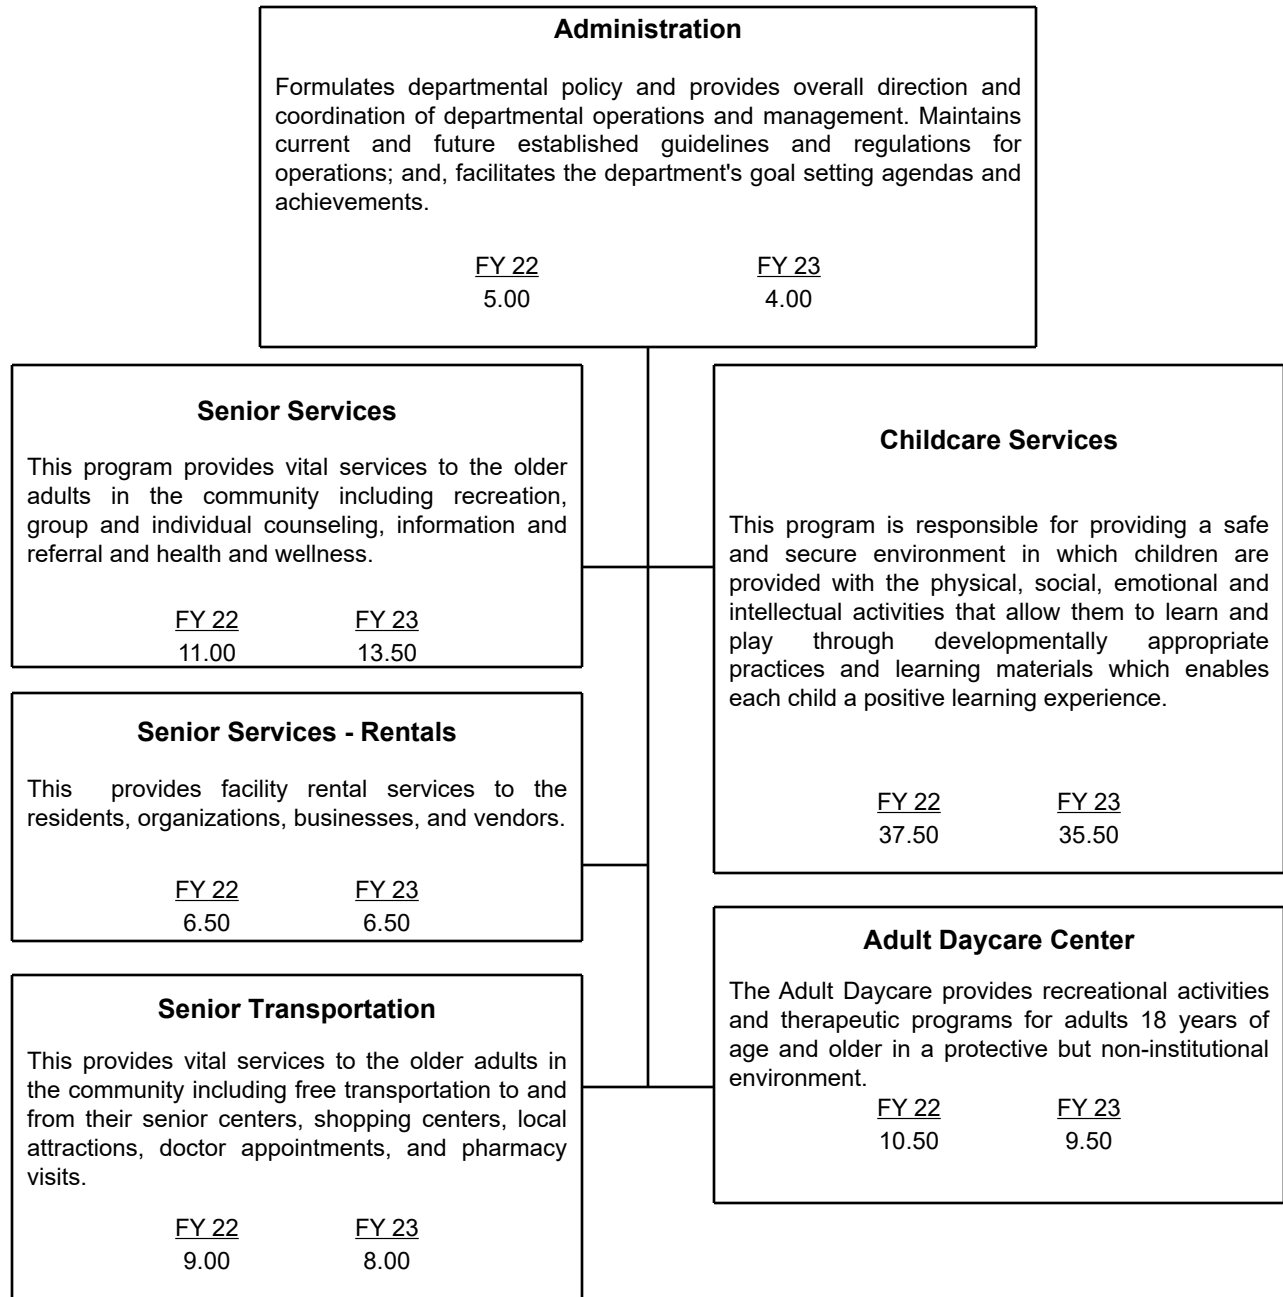 Administration
Formulates departmental policy and provides overall direction and
coordination of departmental operations and management. Maintains
current and future established guidelines and regulations for
operations; and, facilitates the department's goal setting agendas and
achievements.
FY 22 FY 23
5.00 4.00
Senior Services
This program provides vital services to the older
adults in the community including recreation,
group and individual counseling, information and
referral and health and wellness.
FY 22 FY 23
11.00 13.50
Senior Services - Rentals
This provides facility rental services to the
residents, organizations, businesses, and vendors.
FY 22 FY 23
6.50 6.50
Senior Transportation
This provides vital services to the older adults in
the community including free transportation to and
from their senior centers, shopping centers, local
attractions, doctor appointments, and pharmacy
visits.
FY 22 FY 23
9.00 8.00
Childcare Services
This program is responsible for providing a safe
and secure environment in which children are
provided with the physical, social, emotional and
intellectual activities that allow them to learn and
play through developmentally appropriate
practices and learning materials which enables
each child a positive learning experience.
FY 22 FY 23
37.50 35.50
Adult Daycare Center
The Adult Daycare provides recreational activities
and therapeutic programs for adults 18 years of
age and older in a protective but non-institutional
environment.
FY 22 FY 23
10.50 9.50